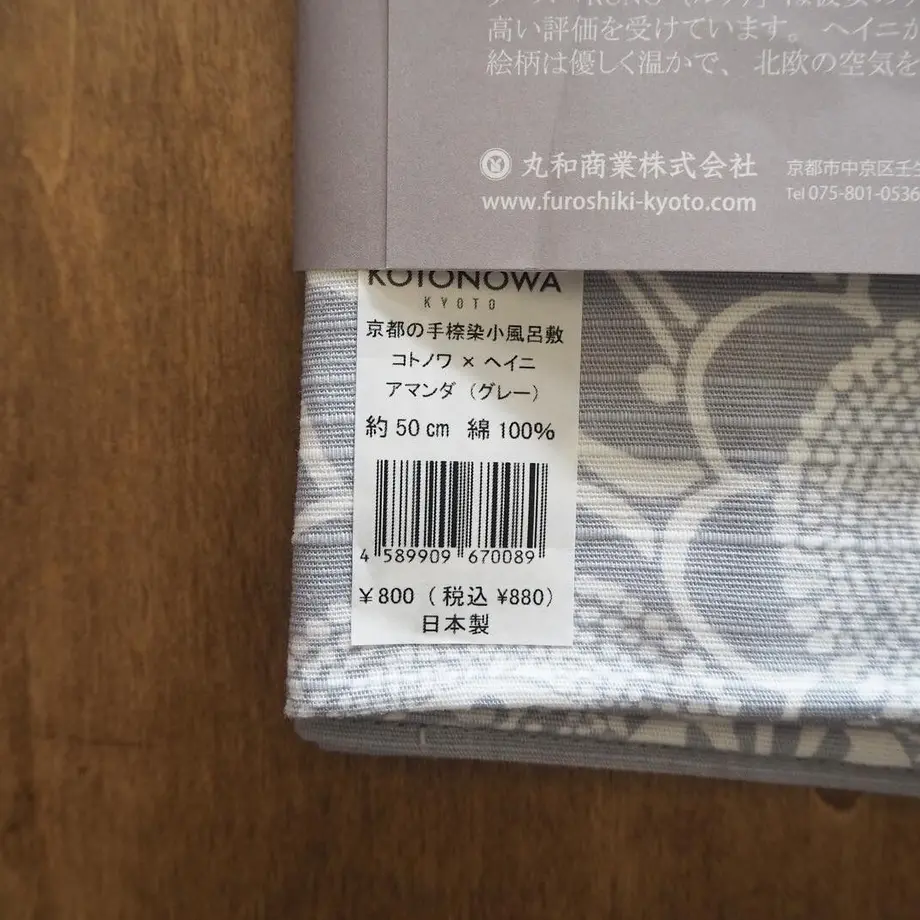 高い評価を受けています。 ヘイニが
絵柄は優しく温かで、 北欧の空気を
丸和商業株式会社
京都市中京区壬生
www.furoshiki-kyoto.com
Tel 075-801-0536
KOTONOWA
KYOTO
京都の手捺染小風呂敷
コトノワ × ヘイニ
アマンダ (グレー)
約 50 cm 綿 100%
4 589909 670089
¥800 ( 税込 ¥880)
日本製